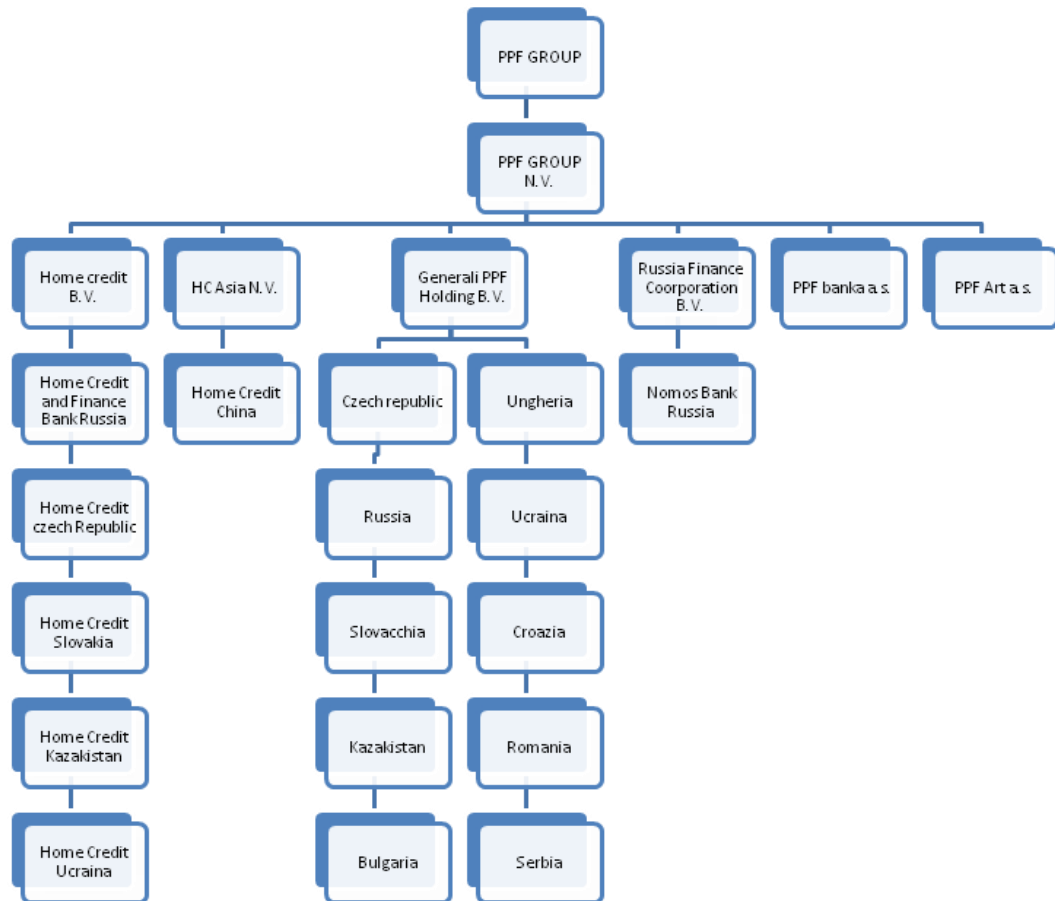 PPF GROUP
PPF GROUP
N. V.
Home credit
B. V.
HC Asia N. V.
Generali PPF
Holding B. V.
Russia Finance
Coorporation
B. V.
PPF banka a. s.
PPF Art a. s.
Home Credit
and Finance
Bank Russia
Home Credit
China
Czech republic
Ungheria
Nomos Bank
Russia
Home Credit
czech Republic
Russia
Ucraina
Home Credit
Slovakia
Slovacchia
Croazia
Home Credit
Kazakistan
Kazakistan
Romania
Home Credit
Ucraina
Bulgaria
Serbia